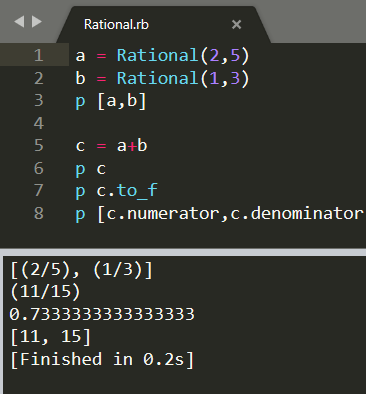 Rational.rb
1 a = Rational(2,5)
2 b = Rational(1,3)
3 p [a,b]
4
5 c = a+b
6 p c
7 p c.to_f
8 p [c.numerator,c.denominator
[(2/5), (1/3)]
(11/15)
0.7333333333333333
[11, 15]
[Finished in 0.2s]